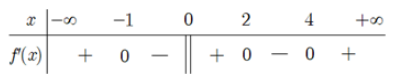 x −∞ −1 0 2 4 +∞
f'(x) + 0 − || + 0 − 0 +